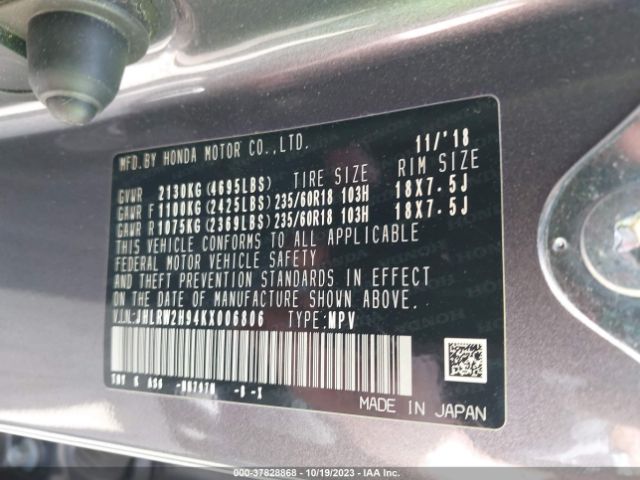 MFD.BY HONDA MOTOR CO.,LTD. 11/'18
GVWR 2130KG(4695LBS) TIRE SIZE RIM SIZE
GAWR F1100KG(2425LBS)235/60R18 103H 18X7.5J
GAWR R1075KG(2369LBS)235/60R18 103H 18X7.5J
THIS VEHICLE CONFORMS TO ALL APPLICABLE
FEDERAL MOTOR VEHICLE SAFETY
AND THEFT PREVENTION STANDARDS IN EFFECT
ON THE DATE OF MANUFACTURE SHOWN ABOVE.
VIN:JHLRW2H94KX006806 TYPE:MPV
MADE IN JAPAN
000-37828868 - 10/19/2023 - IAA Inc.